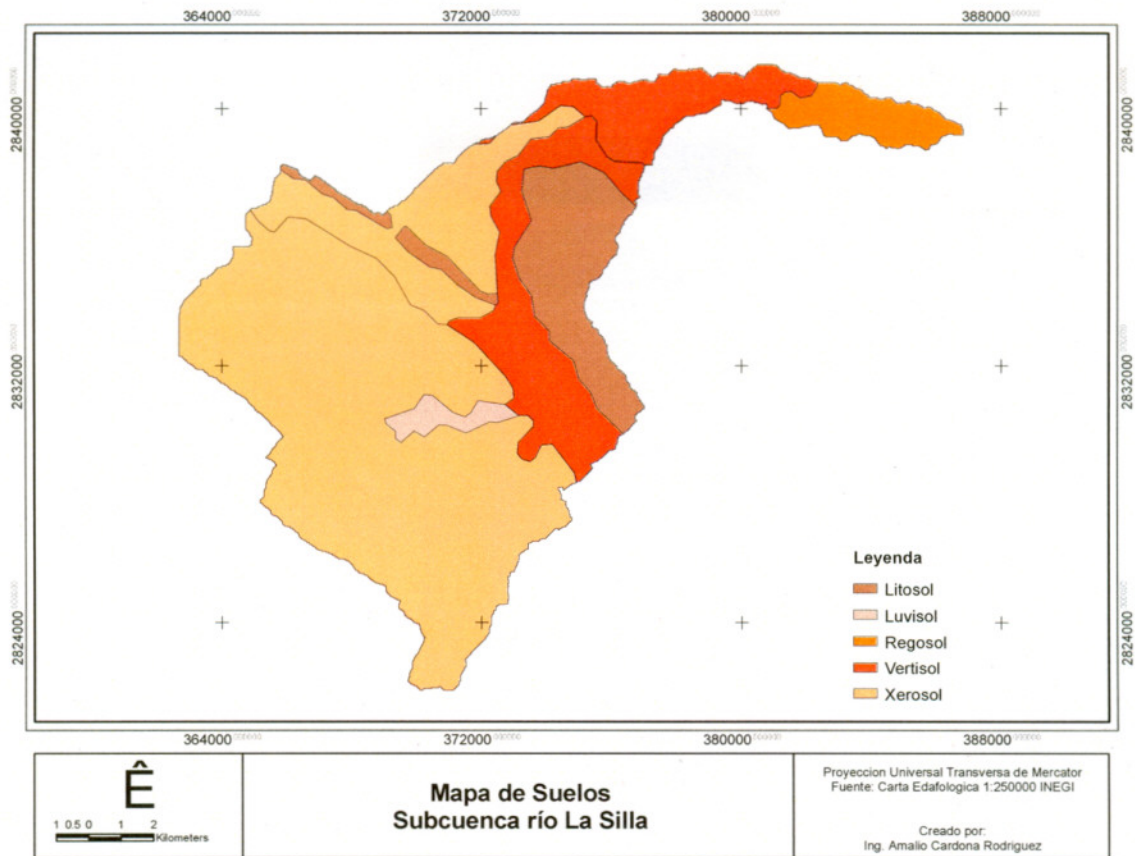 364000 372000 380000 388000
2840000 2840000
2832000 2832000
2824000 2824000
Leyenda
Litosol
Luvisol
Regosol
Vertisol
Xerosol
364000 372000 380000 388000
Ê
1 0.5 0 1 2
Kilometers
Mapa de Suelos
Subcuenca río La Silla
Proyeccion Universal Transversa de Mercator
Fuente: Carta Edafologica 1:250000 INEGI
Creado por:
Ing. Amalio Cardona Rodriguez